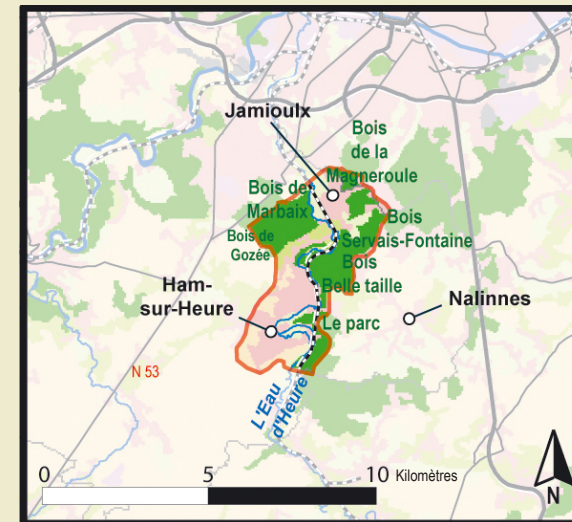 Jamioulx
Bois
de la
Magneroule
Bois de
Marbaix
Bois de
Gozée
Bois
Servais-Fontaine
Bois
Belle taille
Ham-
sur-Heure
Nalinnes
Le parc
N 53
L'Eau
d'Heure
0 5 10 Kilomètres
N